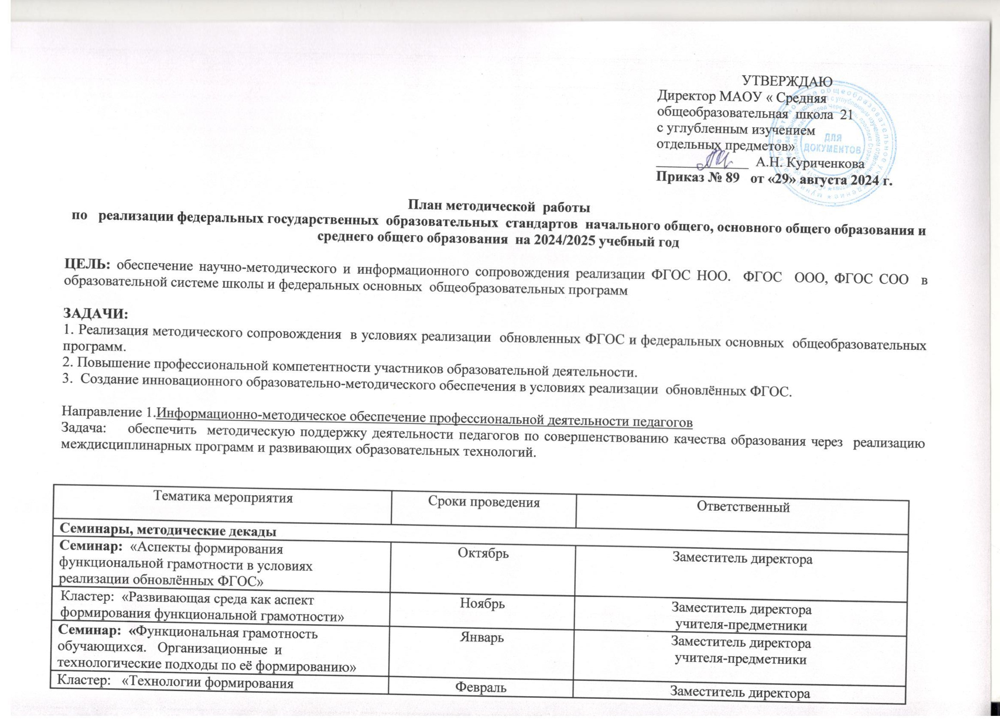 УТВЕРЖДАЮ
Директор МАОУ « Средняя
общеобразовательная школа 21
с углубленным изучением
отдельных предметов»
А.Н. Куриченкова
Приказ № 89 от «29» августа 2024 г.
ДЛЯ
ДОКУМЕНТОВ
План методической работы
по реализации федеральных государственных образовательных стандартов начального общего, основного общего образования и
среднего общего образования на 2024/2025 учебный год
ЦЕЛЬ: обеспечение научно-методического и информационного сопровождения реализации ФГОС НОО. ФГОС ООО, ФГОС СОО в
образовательной системе школы и федеральных основных общеобразовательных программ
ЗАДАЧИ:
1. Реализация методического сопровождения в условиях реализации обновленных ФГОС и федеральных основных общеобразовательных
программ.
2. Повышение профессиональной компетентности участников образовательной деятельности.
3. Создание инновационного образовательно-методического обеспечения в условиях реализации обновлённых ФГОС.
Направление 1.Информационно-методическое обеспечение профессиональной деятельности педагогов
Задача: обеспечить методическую поддержку деятельности педагогов по совершенствованию качества образования через реализацию
междисциплинарных программ и развивающих образовательных технологий.
Тематика мероприятия
Сроки проведения
Ответственный
Семинары, методические декады
Семинар: «Аспекты формирования
функциональной грамотности в условиях
реализации обновлённых ФГОС»
Октябрь
Заместитель директора
Кластер: «Развивающая среда как аспект
формирования функциональной грамотности»
Ноябрь
Заместитель директора
учителя-предметники
Семинар: «Функциональная грамотность
обучающихся. Организационные и
технологические подходы по её формированию»
Январь
Заместитель директора
учителя-предметники
Кластер: «Технологии формирования
Февраль
Заместитель директора